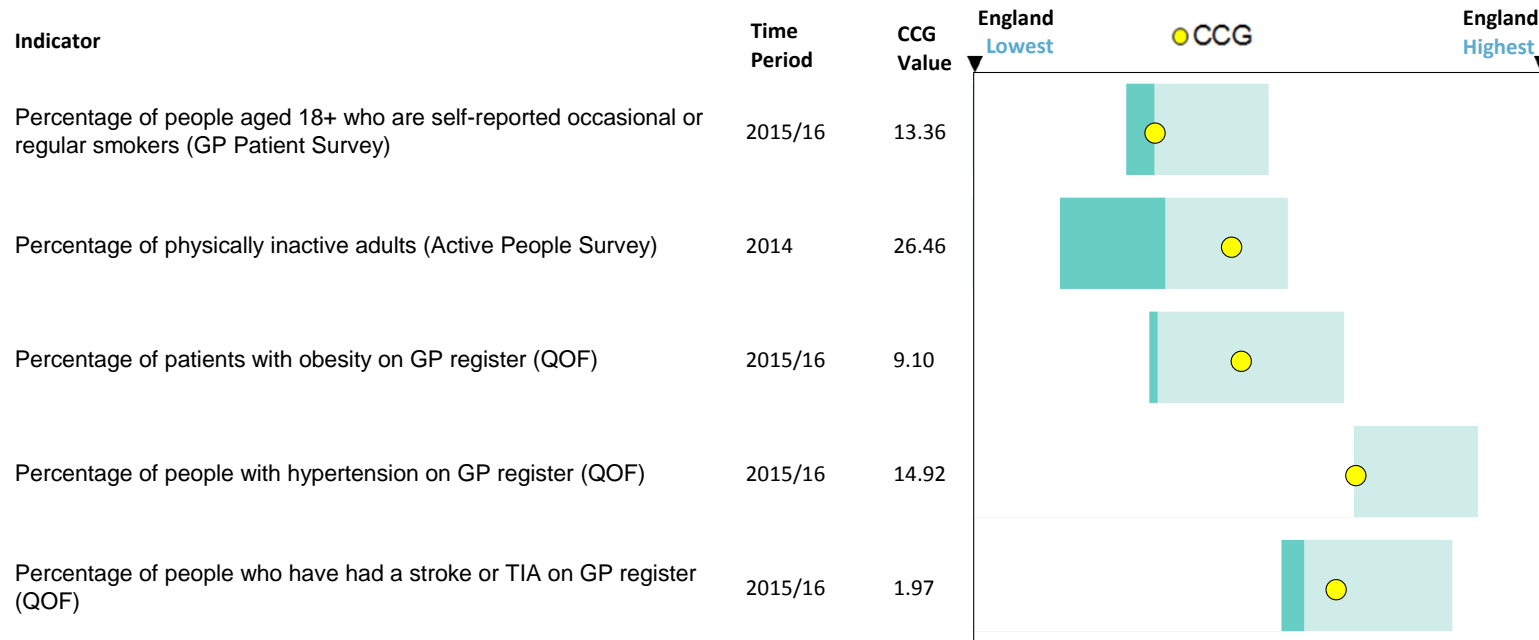 Indicator
Time
Period
CCG
Value
England
Lowest
CCG
England
Highest
Percentage of people aged 18+ who are self-reported occasional or
regular smokers (GP Patient Survey)
2015/16
13.36
Percentage of physically inactive adults (Active People Survey)
2014
26.46
Percentage of patients with obesity on GP register (QOF)
2015/16
9.10
Percentage of people with hypertension on GP register (QOF)
2015/16
14.92
Percentage of people who have had a stroke or TIA on GP register
(QOF)
2015/16
1.97